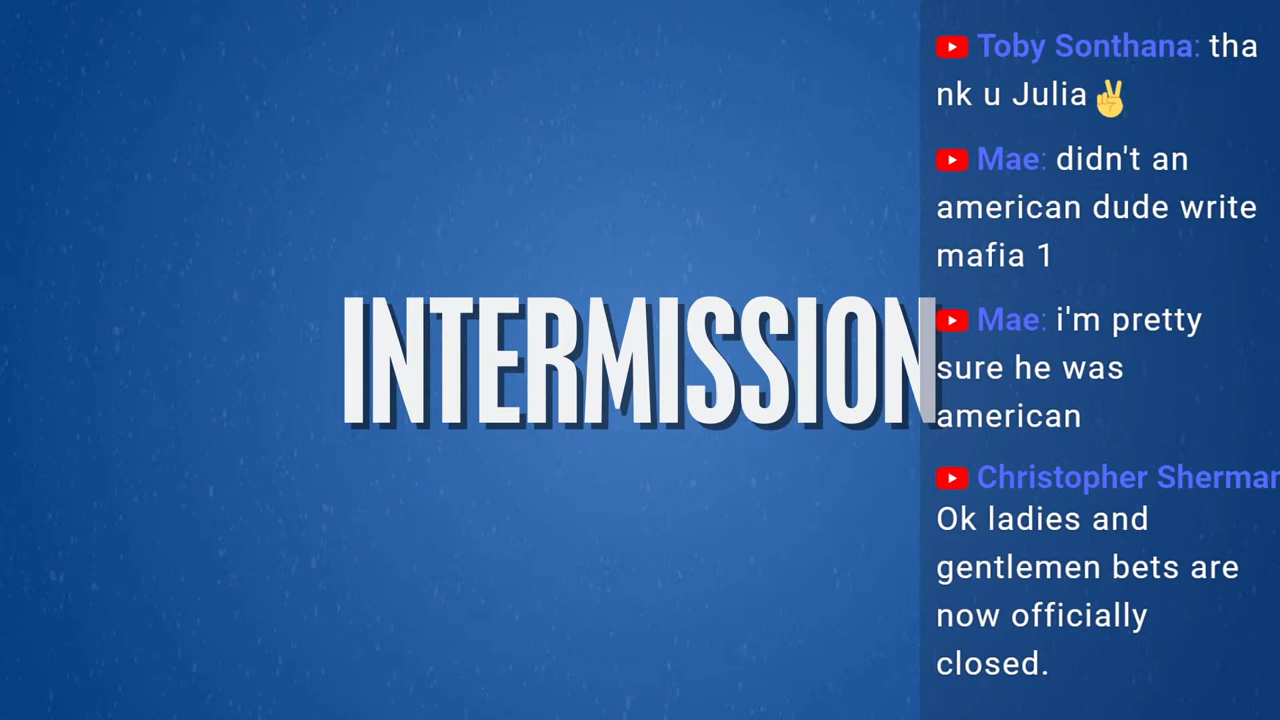 INTERMISSION
Toby Sonthana: tha
nk u Julia✌
Mae: didn't an
american dude write
mafia 1
Mae: i'm pretty
sure he was
american
Christopher Sherman
Ok ladies and
gentlemen bets are
now officially
closed.